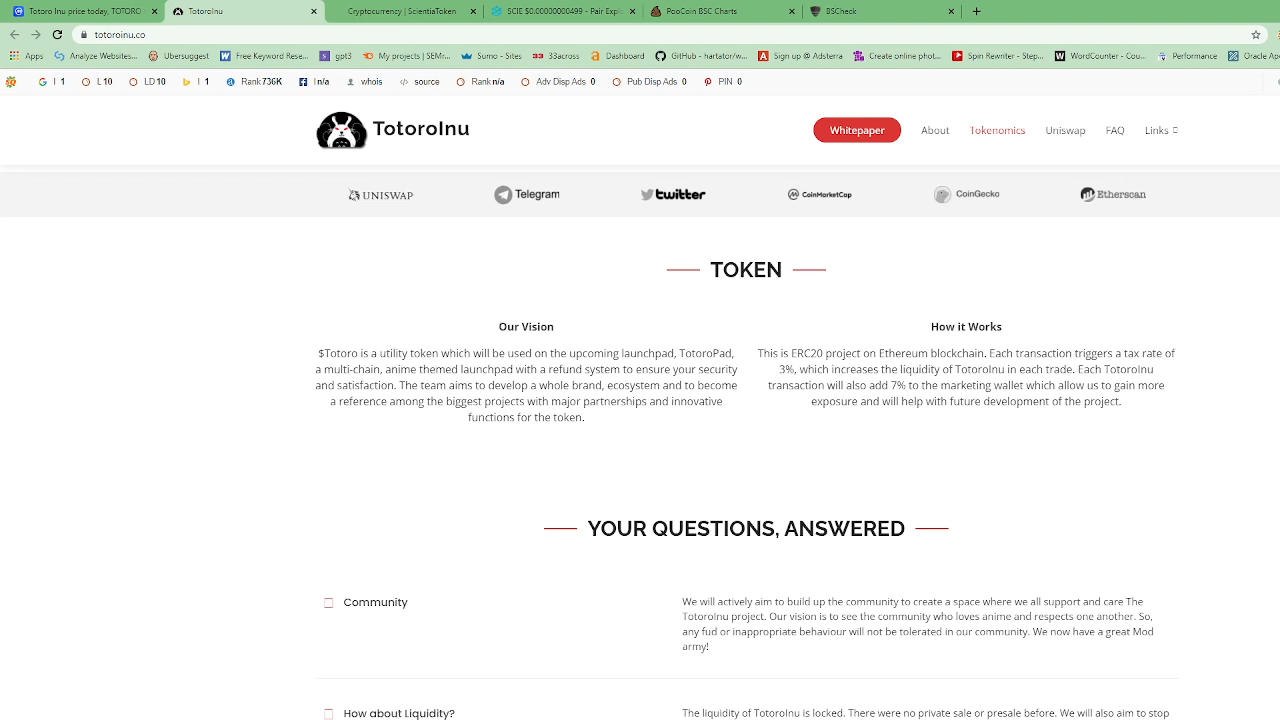 Totoro Inu price today, TOTORO
TotoroInu
Cryptocurrency | ScientiaToken
SCIE $0.00000000499 - Pair Explo
PooCoin BSC Charts
BSCheck
totoroinu.co
Apps
Analyze Websites...
Ubersuggest
Free Keyword Rese...
gpt3
My projects | SEMr...
Sumo - Sites
33across
Dashboard
GitHub - hartator/w...
Sign up @ Adsterra
Create online phot...
Spin Rewriter - Step...
WordCounter - Cou...
Performance
Oracle Ape
I 1
L 10
LD 10
I 1
Rank 736K
I n/a
whois
source
Rank n/a
Adv Disp Ads 0
Pub Disp Ads 0
PIN 0
TotoroInu
Whitepaper
About
Tokenomics
Uniswap
FAQ
Links
UNISWAP
Telegram
twitter
CoinMarketCap
CoinGecko
Etherscan
TOKEN
Our Vision
$Totoro is a utility token which will be used on the upcoming launchpad, TotoroPad,
a multi-chain, anime themed launchpad with a refund system to ensure your security
and satisfaction. The team aims to develop a whole brand, ecosystem and to become
a reference among the biggest projects with major partnerships and innovative
functions for the token.
How it Works
This is ERC20 project on Ethereum blockchain. Each transaction triggers a tax rate of
3%, which increases the liquidity of TotoroInu in each trade. Each TotoroInu
transaction will also add 7% to the marketing wallet which allow us to gain more
exposure and will help with future development of the project.
YOUR QUESTIONS, ANSWERED
Community
We will actively aim to build up the community to create a space where we all support and care The
TotoroInu project. Our vision is to see the community who loves anime and respects one another. So,
any fud or inappropriate behaviour will not be tolerated in our community. We now have a great Mod
army!
How about Liquidity?
The liquidity of TotoroInu is locked. There were no private sale or presale before. We will also aim to stop